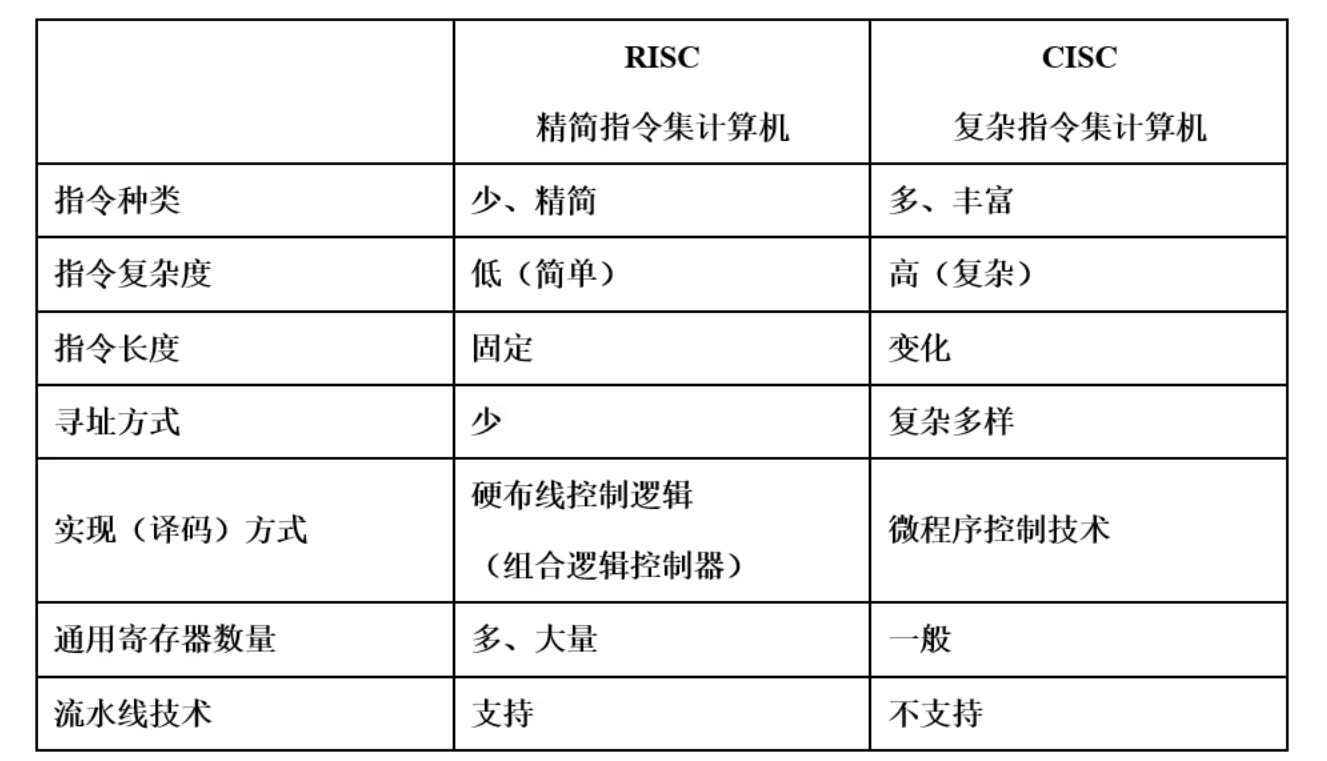 RISC
精简指令集计算机
CISC
复杂指令集计算机
指令种类
少、精简
多、丰富
指令复杂度
低（简单）
高（复杂）
指令长度
固定
变化
寻址方式
少
复杂多样
实现（译码）方式
硬布线控制逻辑
（组合逻辑控制器）
微程序控制技术
通用寄存器数量
多、大量
一般
流水线技术
支持
不支持